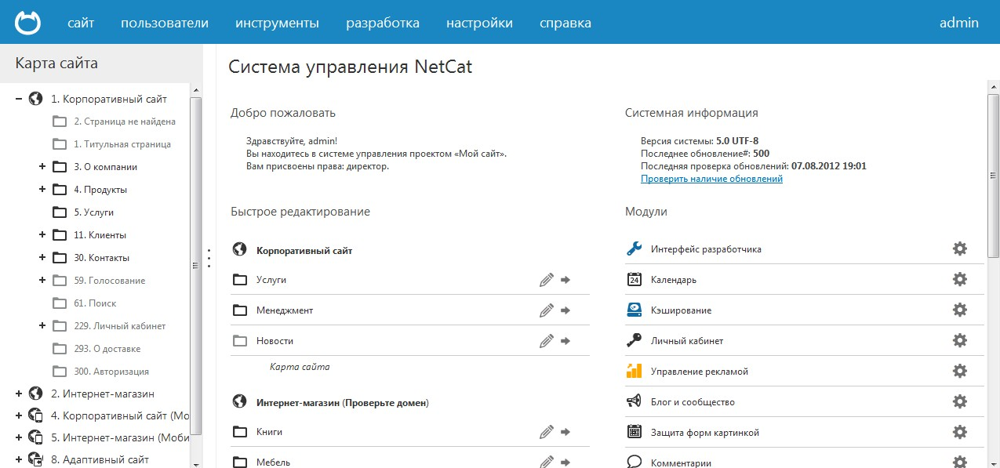 сайт пользователи инструменты разработка настройки справка admin
Карта сайта
1. Корпоративный сайт
2. Страница не найдена
1. Титульная страница
3. О компании
4. Продукты
5. Услуги
11. Клиенты
30. Контакты
59. Голосование
61. Поиск
229. Личный кабинет
293. О доставке
300. Авторизация
2. Интернет-магазин
4. Корпоративный сайт (Мо
5. Интернет-магазин (Моби
8. Адаптивный сайт
Система управления NetCat
Добро пожаловать
Здравствуйте, admin!
Вы находитесь в системе управления проектом «Мой сайт».
Вам присвоены права: директор.
Быстрое редактирование
Корпоративный сайт
Услуги
Менеджмент
Новости
Карта сайта
Интернет-магазин (Проверьте домен)
Книги
Мебель
Системная информация
Версия системы: 5.0 UTF-8
Последнее обновление#: 500
Последняя проверка обновлений: 07.08.2012 19:01
Проверить наличие обновлений
Модули
Интерфейс разработчика
24 Календарь
Кэширование
Личный кабинет
Управление рекламой
Блог и сообщество
Защита форм картинкой
Комментарии